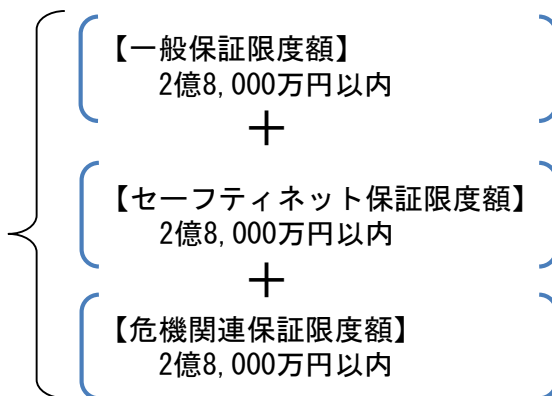 【一般保証限度額】
2億8,000万円以内
＋
【セーフティネット保証限度額】
2億8,000万円以内
＋
【危機関連保証限度額】
2億8,000万円以内